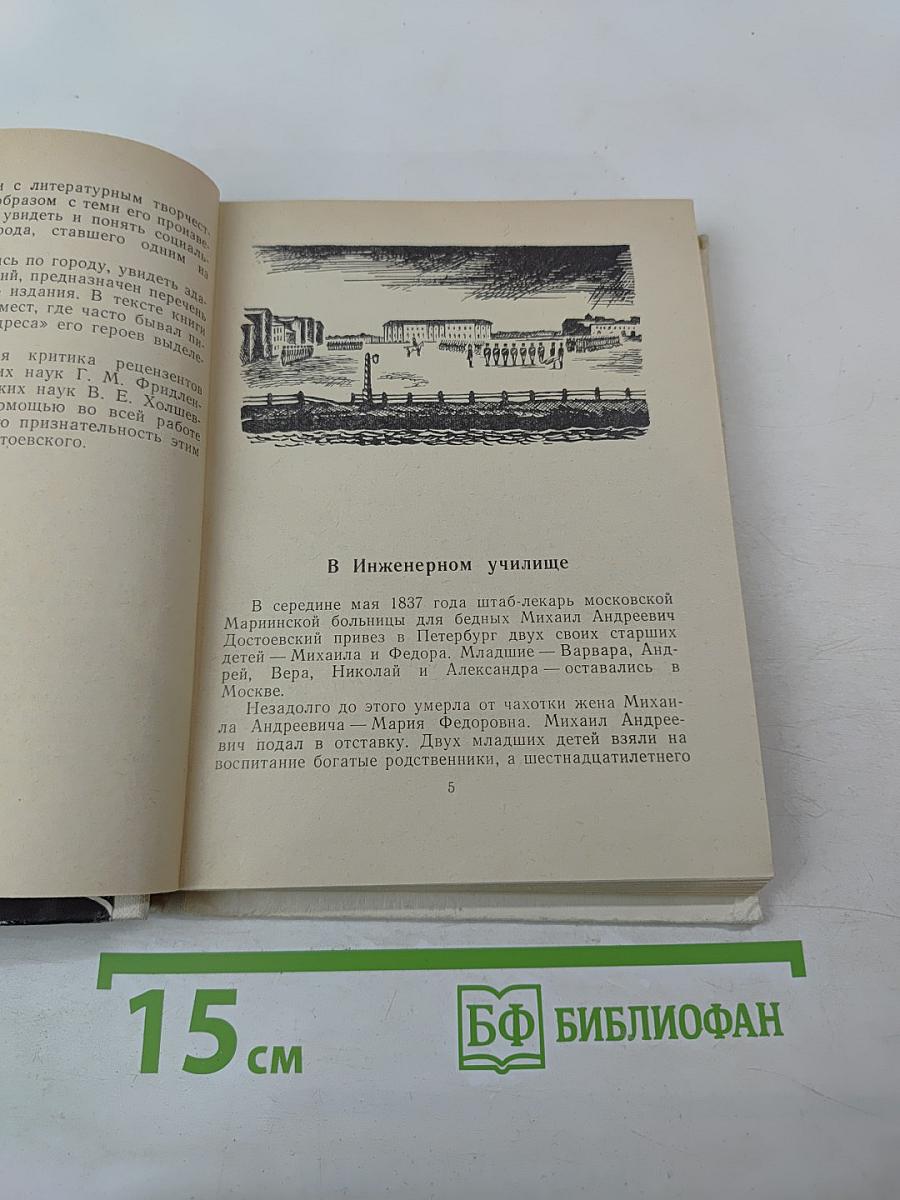 и с литературным творчест-
образом с теми его произве-
увидеть и понять социаль-
рода, ставшего одним из
сь по городу, увидеть зда-
ий, предназначен перечень
издания. В тексте книги
мест, где часто бывал пи-
дреса» его героев выделе-
я критика рецензентов
их наук Г. М. Фридлен-
ких наук В. Е. Холшев-
омощью во всей работе
ю признательность этим
тоевского.
В Инженерном училище
В середине мая 1837 года штаб-лекарь московской
Мариинской больницы для бедных Михаил Андреевич
Достоевский привез в Петербург двух своих старших
детей — Михаила и Федора. Младшие — Варвара, Анд-
рей, Вера, Николай и Александра — оставались в
Москве.
Незадолго до этого умерла от чахотки жена Михаи-
ла Андреевича — Мария Федоровна. Михаил Андрее-
вич подал в отставку. Двух младших детей взяли на
воспитание богатые родственники, а шестнадцатилетнего
5
15 см
БФ БИБЛИОФАН